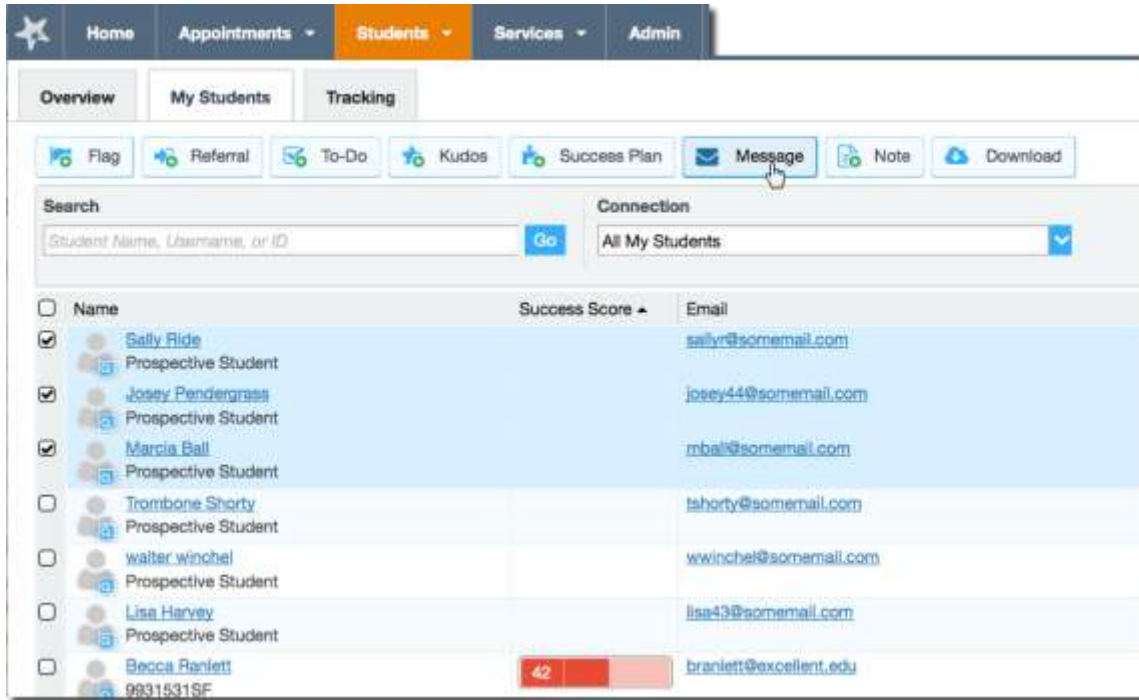 Home Appointments Students Services Admin
Overview My Students Tracking
Flag Referral To-Do Kudos Success Plan Message Note Download
Search Connection
Student Name, Username, or ID Go All My Students
Name Success Score Email
Sally Ride sallyr@somemail.com
Prospective Student
Josey Pendergrass josey44@somemail.com
Prospective Student
Marcia Ball mball@somemail.com
Prospective Student
Trombone Shorty tshorty@somemail.com
Prospective Student
walter winchel wwinchel@somemail.com
Prospective Student
Lisa Harvey lisa43@somemail.com
Prospective Student
Becca Ranlett 42 branlett@excellent.edu
9931531SF